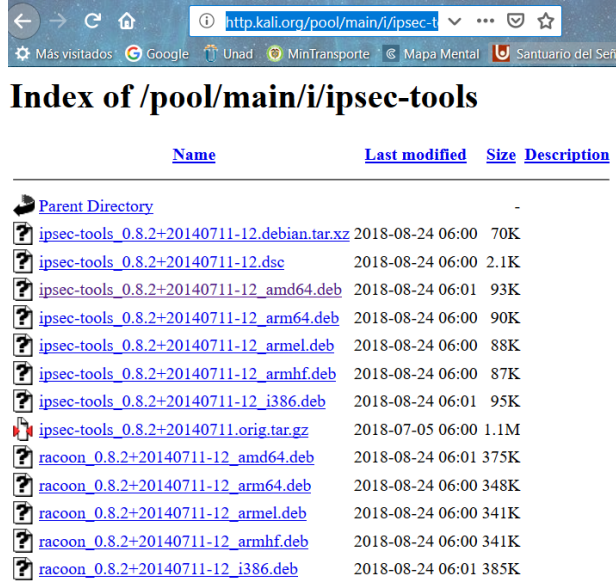 http.kali.org/pool/main/i/ipsec-t
Más visitados Google Unad MinTransporte Mapa Mental Santuario del Señ
Index of /pool/main/i/ipsec-tools
Name Last modified Size Description
Parent Directory -
ipsec-tools_0.8.2+20140711-12.debian.tar.xz 2018-08-24 06:00 70K
ipsec-tools_0.8.2+20140711-12.dsc 2018-08-24 06:00 2.1K
ipsec-tools_0.8.2+20140711-12_amd64.deb 2018-08-24 06:01 93K
ipsec-tools_0.8.2+20140711-12_arm64.deb 2018-08-24 06:00 90K
ipsec-tools_0.8.2+20140711-12_armel.deb 2018-08-24 06:00 88K
ipsec-tools_0.8.2+20140711-12_armhf.deb 2018-08-24 06:00 87K
ipsec-tools_0.8.2+20140711-12_i386.deb 2018-08-24 06:01 95K
ipsec-tools_0.8.2+20140711.orig.tar.gz 2018-07-05 06:00 1.1M
racoon_0.8.2+20140711-12_amd64.deb 2018-08-24 06:01 375K
racoon_0.8.2+20140711-12_arm64.deb 2018-08-24 06:00 348K
racoon_0.8.2+20140711-12_armel.deb 2018-08-24 06:00 341K
racoon_0.8.2+20140711-12_armhf.deb 2018-08-24 06:00 341K
racoon_0.8.2+20140711-12_i386.deb 2018-08-24 06:01 385K